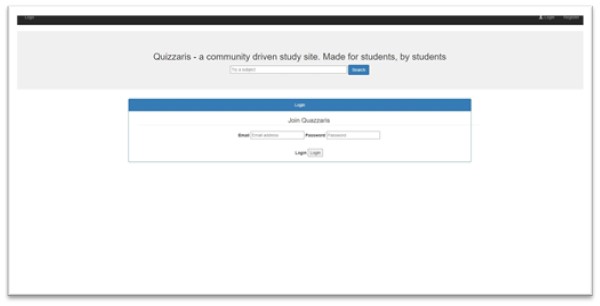 Logo Login Register
Quizzaris - a community driven study site. Made for students, by students
Try a subject Search
Login
Join Quazzaris
Email Email address Password Password
Login Login